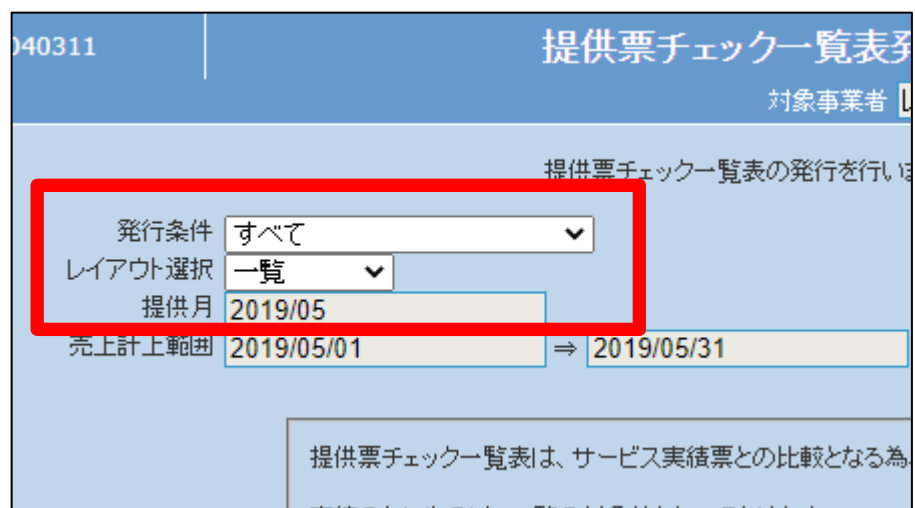 040311
提供票チェック一覧表発
対象事業者
提供票チェック一覧表の発行を行いま
発行条件 すべて
レイアウト選択 一覧
提供月 2019/05
売上計上範囲 2019/05/01 ⇒ 2019/05/31
提供票チェック一覧表は、サービス実績票との比較となる為、